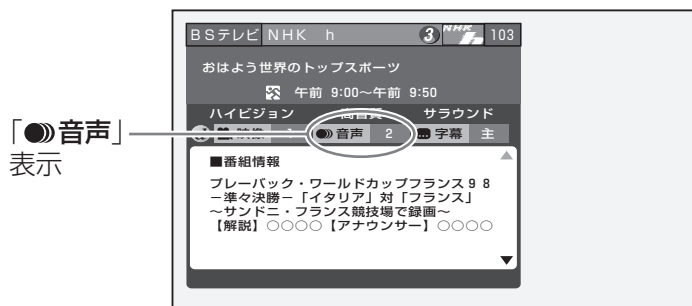 BSテレビ NHK h 3 NHK h 103
おはよう世界のトップスポーツ
午前 9:00～午前 9:50
ハイビジョン 高音質 サラウンド
映像 音声 2 字幕 主
「音声」
表示
■番組情報
プレーバック・ワールドカップフランス98
－準々決勝－「イタリア」対「フランス」
～サンドニ・フランス競技場で録画～
【解説】○○○○【アナウンサー】○○○○